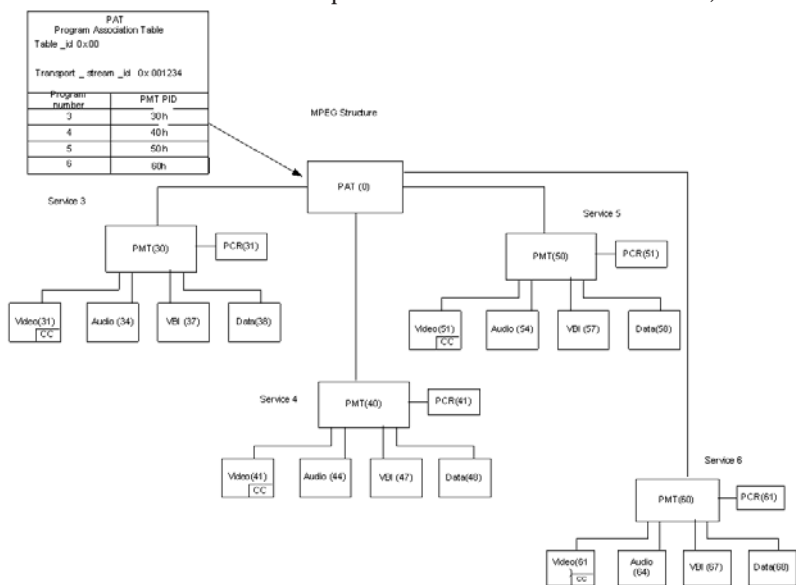 PAT
Program Association Table
Table _id 0x00
Transport _ stream _id 0x001234
Program number PMT PID
3 30h
4 40h
5 50h
6 60h
MPEG Structure
PAT (0)
Service 3
PMT(30)
PCR(31)
Video(31)
CC
Audio (34)
VBI (37)
Data(38)
Service 5
PMT(50)
PCR(51)
Video(51)
CC
Audio (54)
VBI (57)
Data(58)
Service 4
PMT(40)
PCR(41)
Video(41)
CC
Audio (44)
VBI (47)
Data(48)
Service 6
PMT(60)
PCR(61)
Video(61
CC
Audio
(64)
VBI (67)
Data(68)